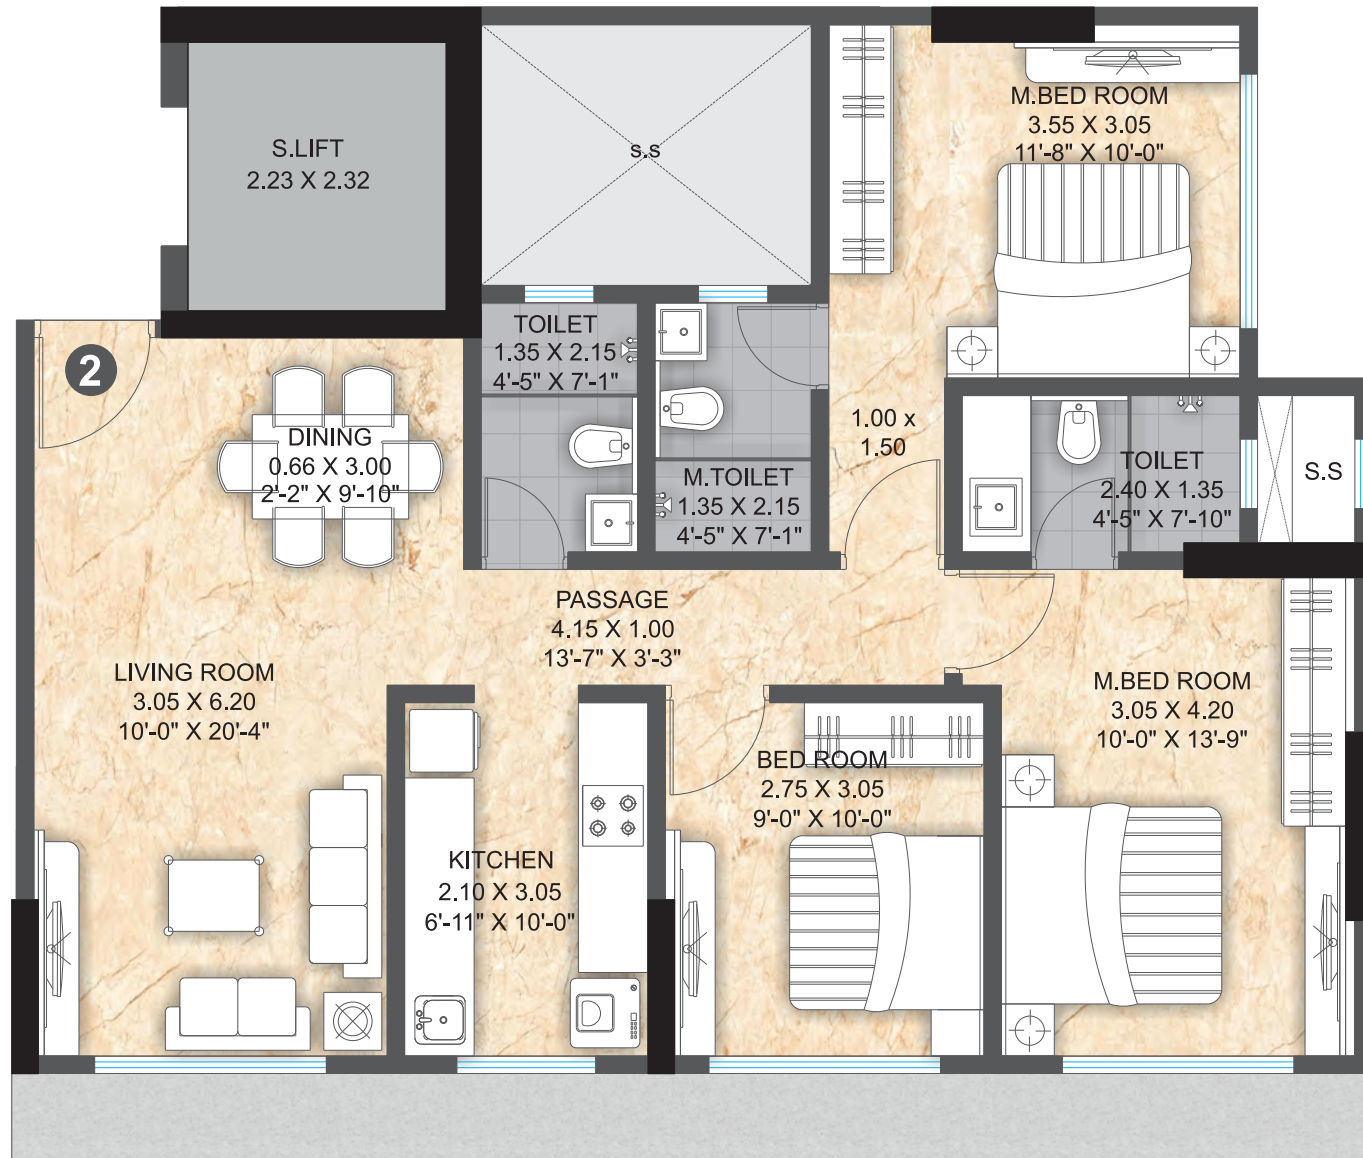 S.LIFT
2.23 X 2.32
s.s
M.BED ROOM
3.55 X 3.05
11'-8" X 10'-0"
2
TOILET
1.35 X 2.15
4'-5" X 7'-1"
DINING
0.66 X 3.00
2'-2" X 9'-10"
M.TOILET
1.35 X 2.15
4'-5" X 7'-1"
1.00 x
1.50
TOILET
2.40 X 1.35
4'-5" X 7'-10"
S.S
PASSAGE
4.15 X 1.00
13'-7" X 3'-3"
LIVING ROOM
3.05 X 6.20
10'-0" X 20'-4"
M.BED ROOM
3.05 X 4.20
10'-0" X 13'-9"
BED ROOM
2.75 X 3.05
9'-0" X 10'-0"
KITCHEN
2.10 X 3.05
6'-11" X 10'-0"